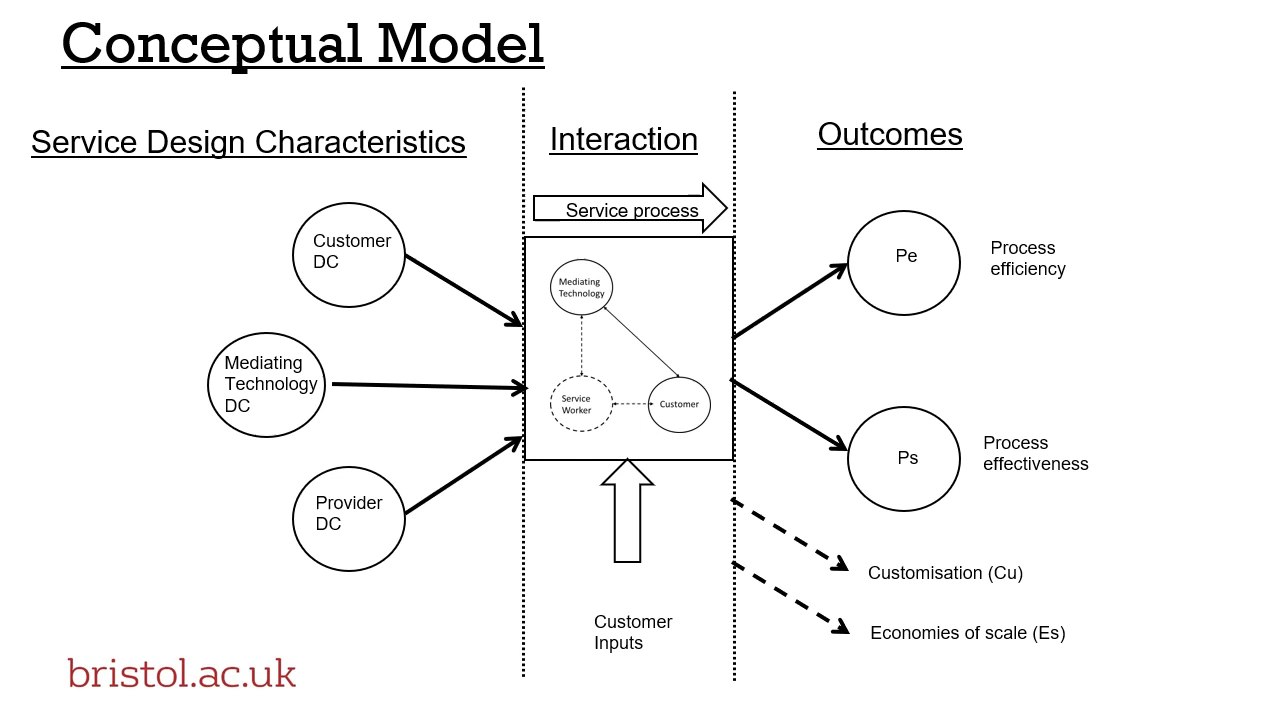 Conceptual Model
Service Design Characteristics
Interaction
Outcomes
Service process
Customer
DC
Mediating
Technology
DC
Provider
DC
Mediating
Technology
Service
Worker
Customer
Customer
Inputs
Pe
Process
efficiency
Ps
Process
effectiveness
Customisation (Cu)
Economies of scale (Es)
bristol.ac.uk